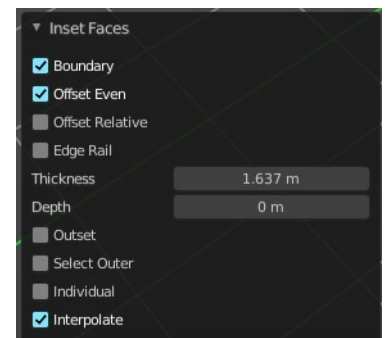 Inset Faces
Boundary
Offset Even
Offset Relative
Edge Rail
Thickness 1.637 m
Depth 0 m
Outset
Select Outer
Individual
Interpolate